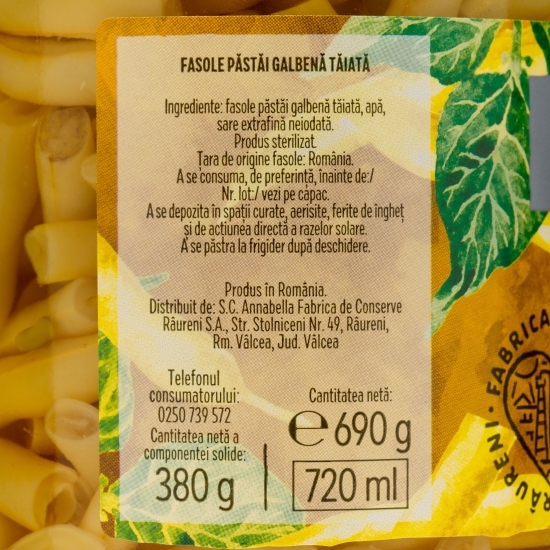 FASOLE PĂSTĂI GALBENĂ TĂIATĂ
Ingrediente: fasole păstăi galbenă tăiată, apă,
sare extrafină neiodată.
Produs sterilizat.
Tara de origine fasole: România.
A se consuma, de preferință, înainte de:/
Nr. lot:/ vezi pe capac.
A se depozita în spații curate, aerisite, ferite de îngheț
și de acțiunea directă a razelor solare.
A se păstra la frigider după deschidere.
Produs în România.
Distribuit de: S.C. Annabella Fabrica de Conserve
Râureni S.A., Str. Stolniceni Nr. 49, Râureni,
Rm. Vâlcea, Jud. Vâlcea
Telefonul
consumatorului:
0250 739 572
Cantitatea netă a
componentei solide:
380 g
Cantitatea netă:
℮ 690 g
720 ml
RÂURENI · FABRICA